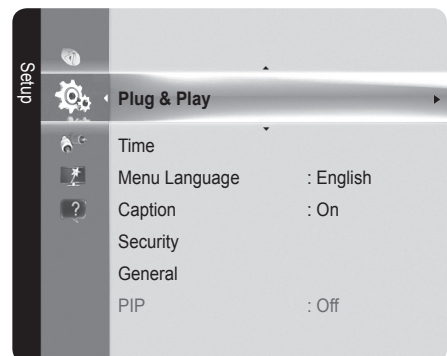 Setup
Plug & Play
Time
Menu Language : English
Caption : On
Security
General
PIP : Off